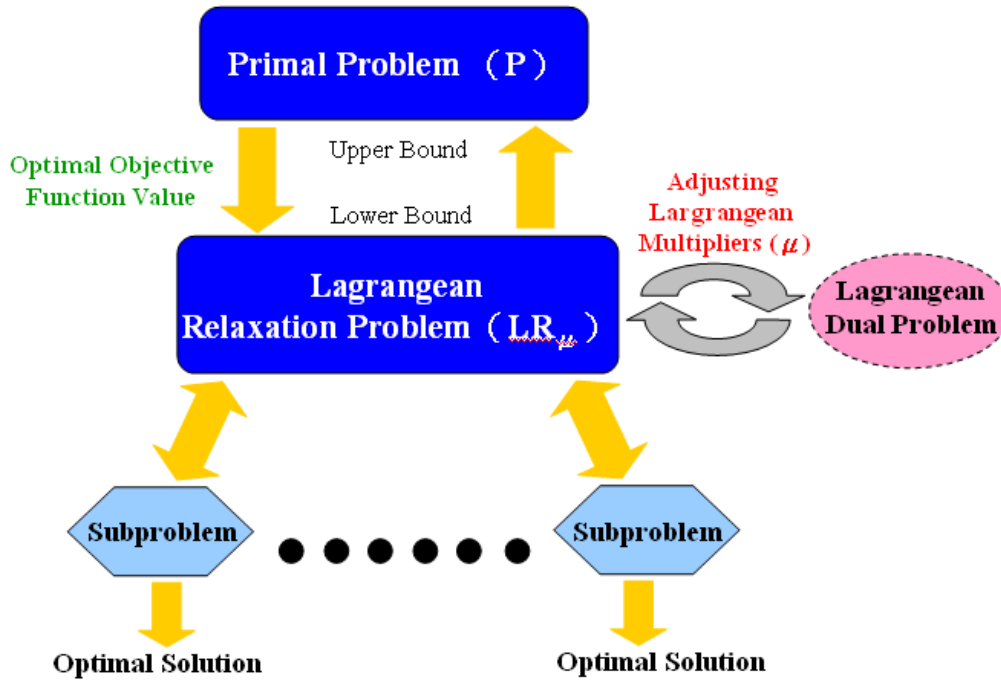 Primal Problem（P）
Optimal Objective
Function Value
Upper Bound
Lower Bound
Adjusting
Largrangean
Multipliers (μ)
Lagrangean
Relaxation Problem（LRμ）
Lagrangean
Dual Problem
Subproblem
Subproblem
Optimal Solution
Optimal Solution